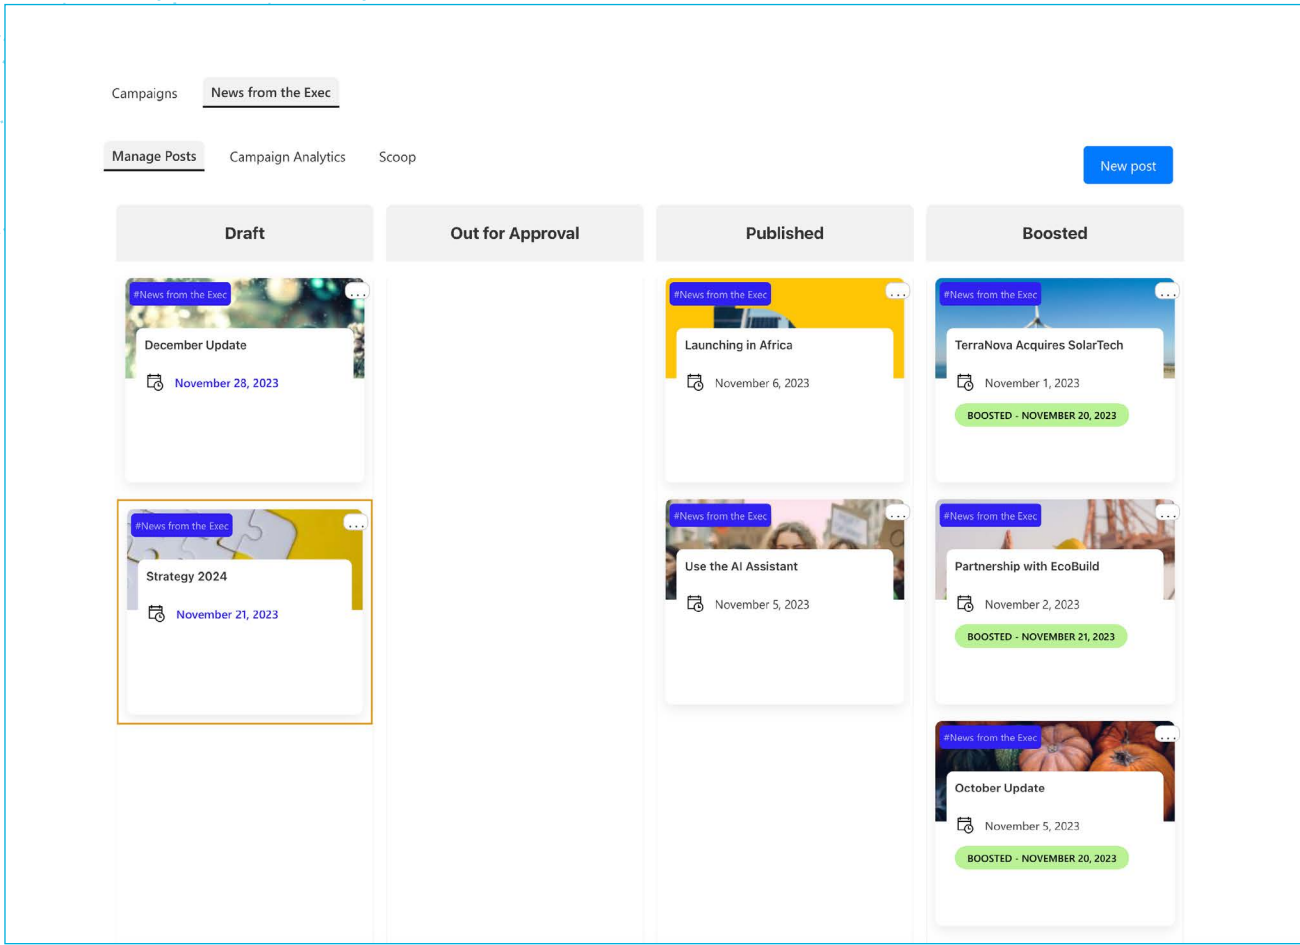 Campaigns
News from the Exec
Manage Posts
Campaign Analytics
Scoop
New post
Draft
Out for Approval
Published
Boosted
#News from the Exec
...
December Update
November 28, 2023
#News from the Exec
...
Strategy 2024
November 21, 2023
#News from the Exec
...
Launching in Africa
November 6, 2023
#News from the Exec
...
Use the AI Assistant
November 5, 2023
#News from the Exec
...
TerraNova Acquires SolarTech
November 1, 2023
BOOSTED - NOVEMBER 20, 2023
#News from the Exec
...
Partnership with EcoBuild
November 2, 2023
BOOSTED - NOVEMBER 21, 2023
#News from the Exec
...
October Update
November 5, 2023
BOOSTED - NOVEMBER 20, 2023